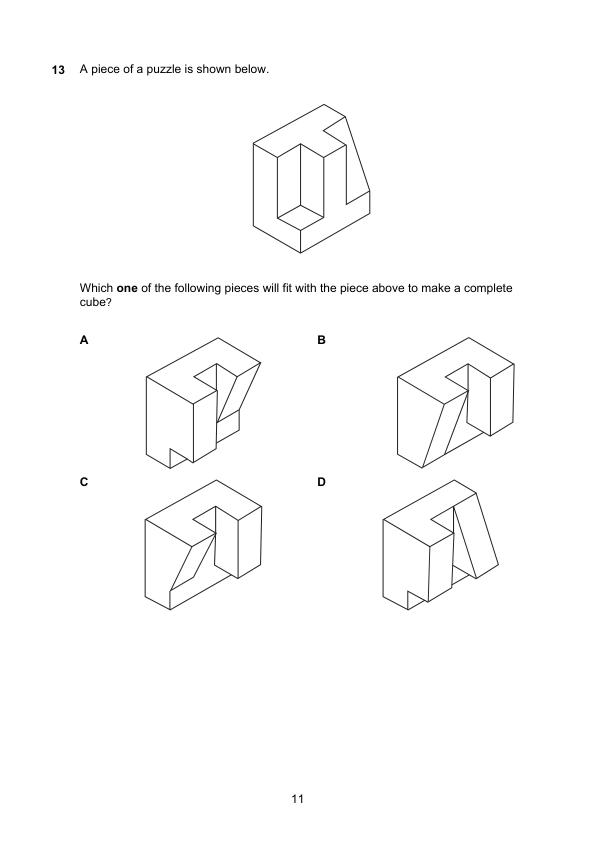 13 A piece of a puzzle is shown below.
Which one of the following pieces will fit with the piece above to make a complete
cube?
A B
C D
11